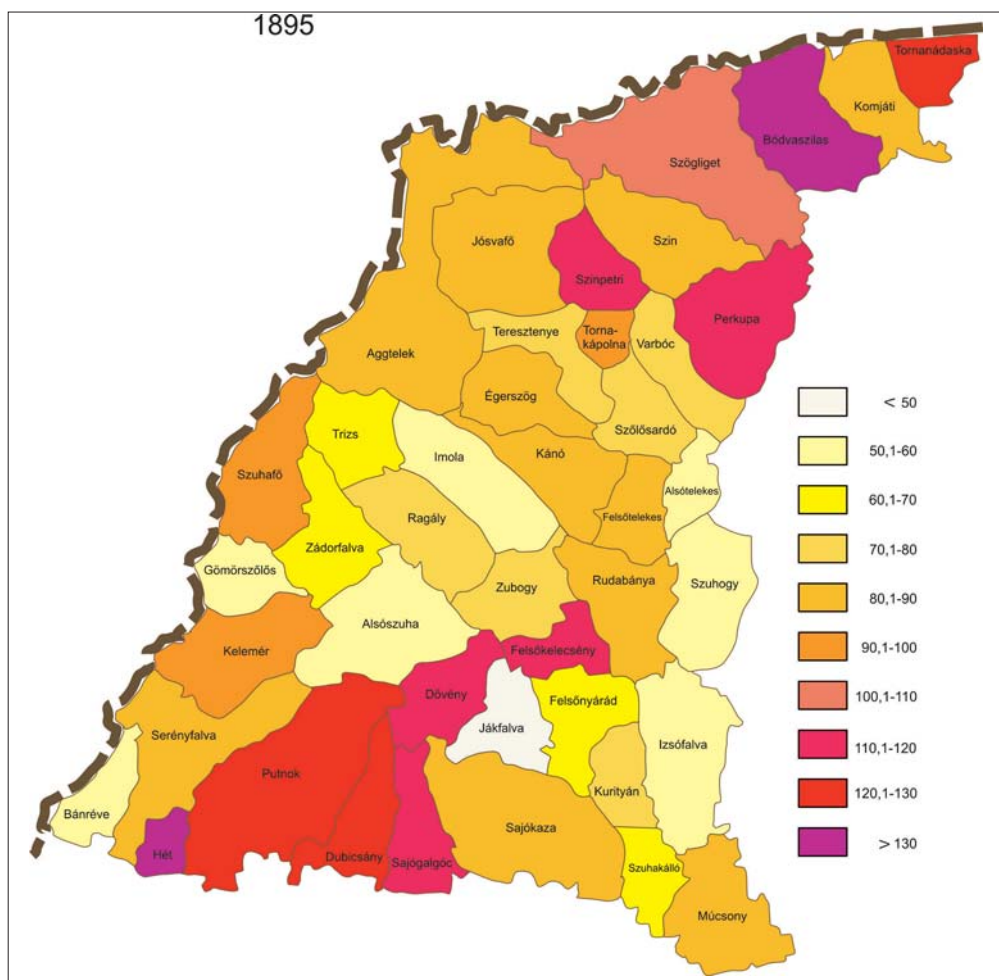 1895
Tornanádaska
Komjáti
Bódvaszilas
Szögliget
Jósvafő
Szin
Szinpetri
Perkupa
Teresztenye
Torna-
kápolna
Varbóc
Aggtelek
Égerszög
Szőlősardó
Trizs
Imola
Kánó
Szuhafő
Alsótelekes
Ragály
Felsőtelekes
Zádorfalva
Gömörszőlős
Zubogy
Rudabánya
Szuhogy
Alsószuha
Kelemér
Felsőkelecsény
Dövény
Felsőnyárád
Jákfalva
Serényfalva
Izsófalva
Putnok
Kurityán
Bánréve
Sajókaza
Hét
Dubicsány
Sajógalgóc
Szuhakálló
Múcsony
< 50
50,1-60
60,1-70
70,1-80
80,1-90
90,1-100
100,1-110
110,1-120
120,1-130
> 130